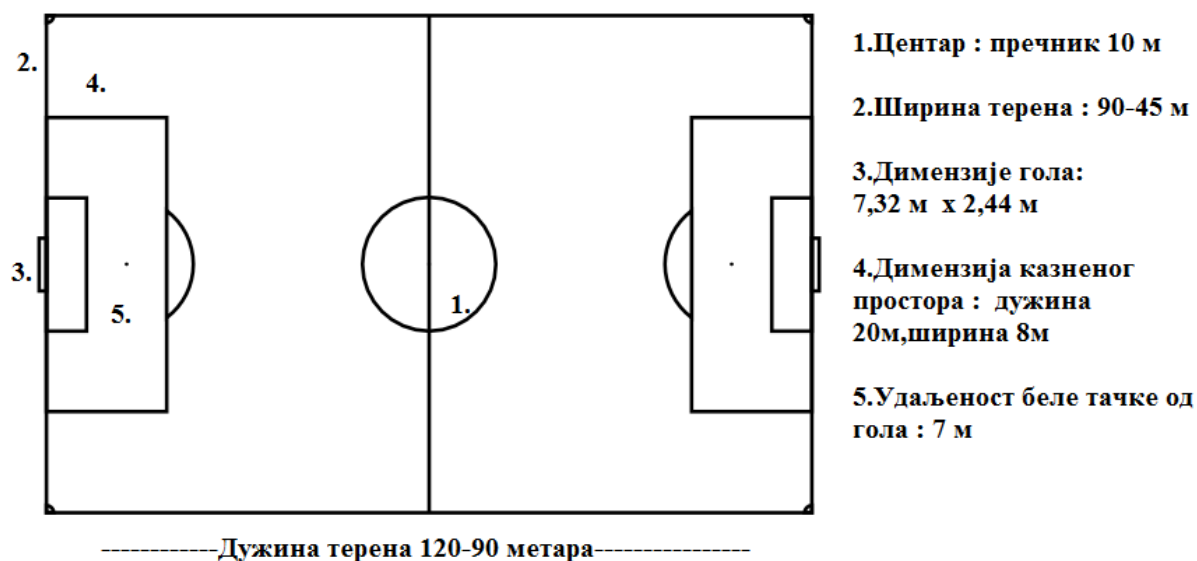 2.
4.
3.
5.
1.
------------Дужина терена 120-90 метара----------------
1.Центар : пречник 10 м
2.Ширина терена : 90-45 м
3.Димензије гола:
7,32 м  х 2,44 м
4.Димензија казненог
простора :  дужина
20м,ширина 8м
5.Удаљеност беле тачке од
гола : 7 м